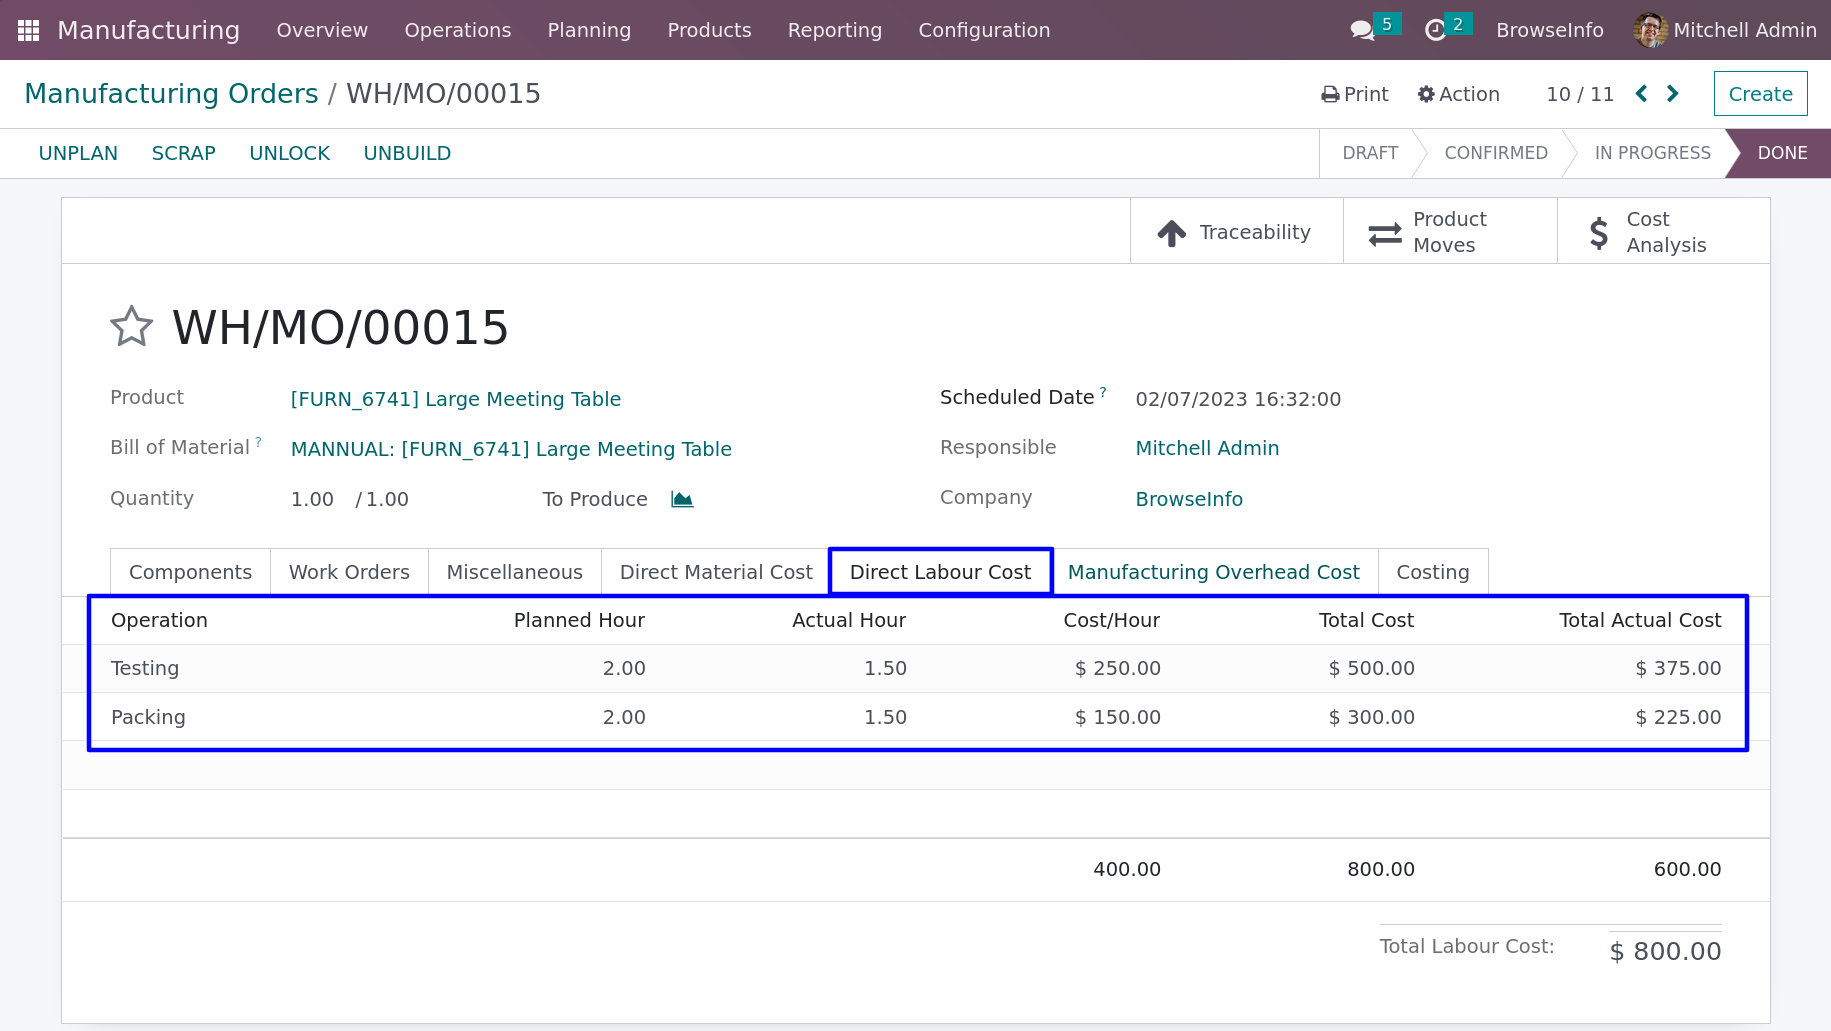 Manufacturing Overview Operations Planning Products Reporting Configuration 5 2 BrowseInfo Mitchell Admin
Manufacturing Orders / WH/MO/00015 Print Action 10 / 11 Create
UNPLAN SCRAP UNLOCK UNBUILD DRAFT CONFIRMED IN PROGRESS DONE
Traceability Product Moves Cost Analysis
WH/MO/00015
Product [FURN_6741] Large Meeting Table Scheduled Date ? 02/07/2023 16:32:00
Bill of Material ? MANNUAL: [FURN_6741] Large Meeting Table Responsible Mitchell Admin
Quantity 1.00 / 1.00 To Produce Company BrowseInfo
Components Work Orders Miscellaneous Direct Material Cost Direct Labour Cost Manufacturing Overhead Cost Costing
Operation Planned Hour Actual Hour Cost/Hour Total Cost Total Actual Cost
Testing 2.00 1.50 $ 250.00 $ 500.00 $ 375.00
Packing 2.00 1.50 $ 150.00 $ 300.00 $ 225.00
400.00 800.00 600.00
Total Labour Cost: $ 800.00